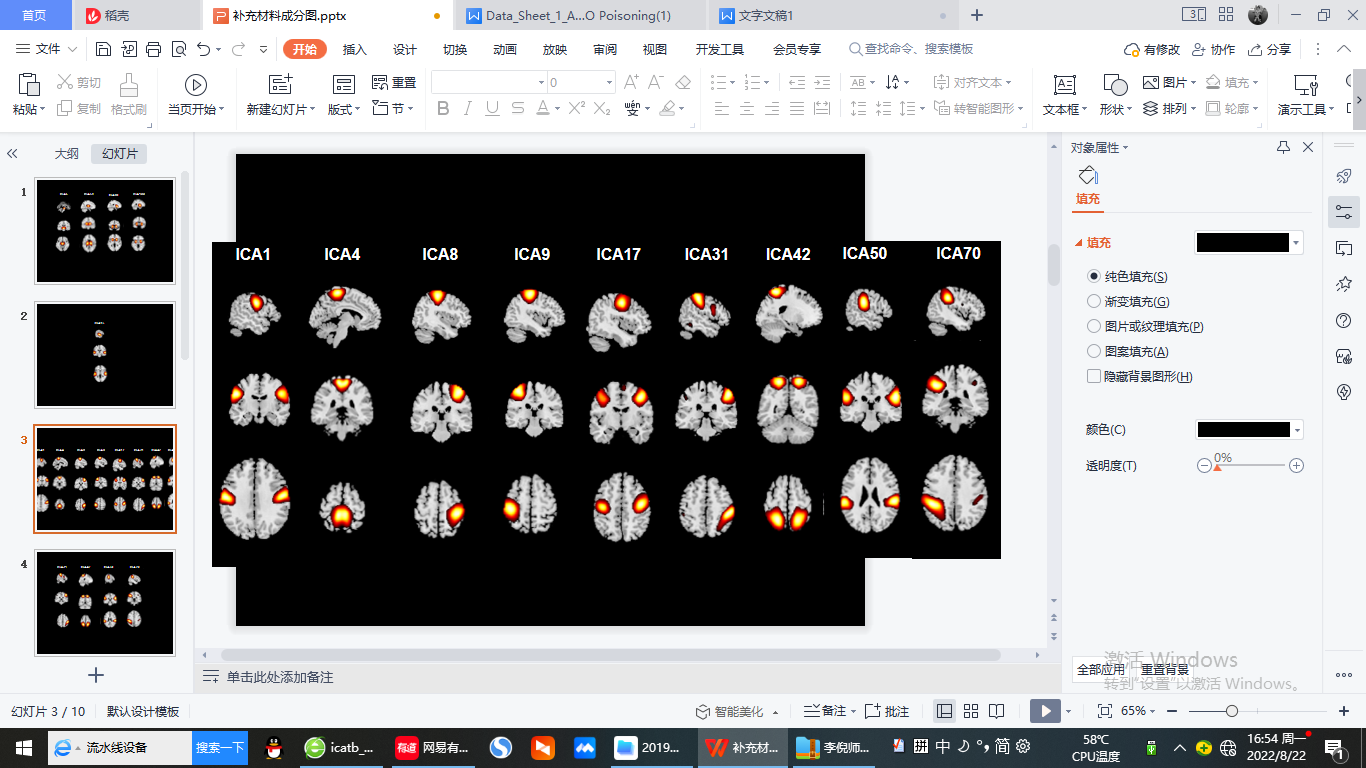 首页
稻壳
补充材料成分图.pptx
Data_Sheet_1_A...O Poisoning(1)
文字文稿1
文件
开始
插入
设计
切换
动画
放映
审阅
视图
开发工具
会员专享
查找命令、搜索模板
有修改
协作
分享
粘贴
剪切
复制
格式刷
当页开始
新建幻灯片
版式
重置
节
0
对齐文本
转智能图形
文本框
形状
图片
排列
填充
轮廓
演示工具
大纲
幻灯片
1
2
3
4
ICA1 ICA4 ICA8 ICA9 ICA17 ICA31 ICA42 ICA50 ICA70
单击此处添加备注
对象属性
填充
填充
纯色填充(S)
渐变填充(G)
图片或纹理填充(P)
图案填充(A)
隐藏背景图形(H)
颜色(C)
透明度(T)
0%
全部应用
重置背景
激活 Windows
转到"设置"以激活 Windows。
幻灯片 3 / 10
默认设计模板
智能美化
备注
批注
65%
流水线设备
搜索一下
icatb_...
有道
网易有...
2019...
补充材...
李倪师...
拼
中
简
58℃
CPU温度
16:54 周一
2022/8/22
1